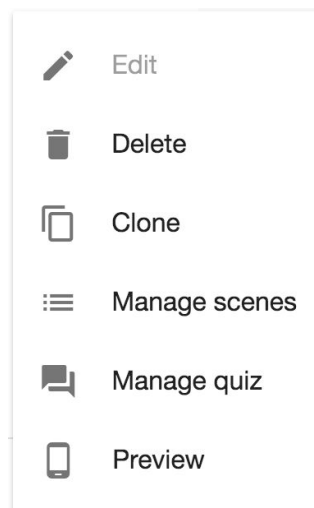 Edit
Delete
Clone
Manage scenes
Manage quiz
Preview